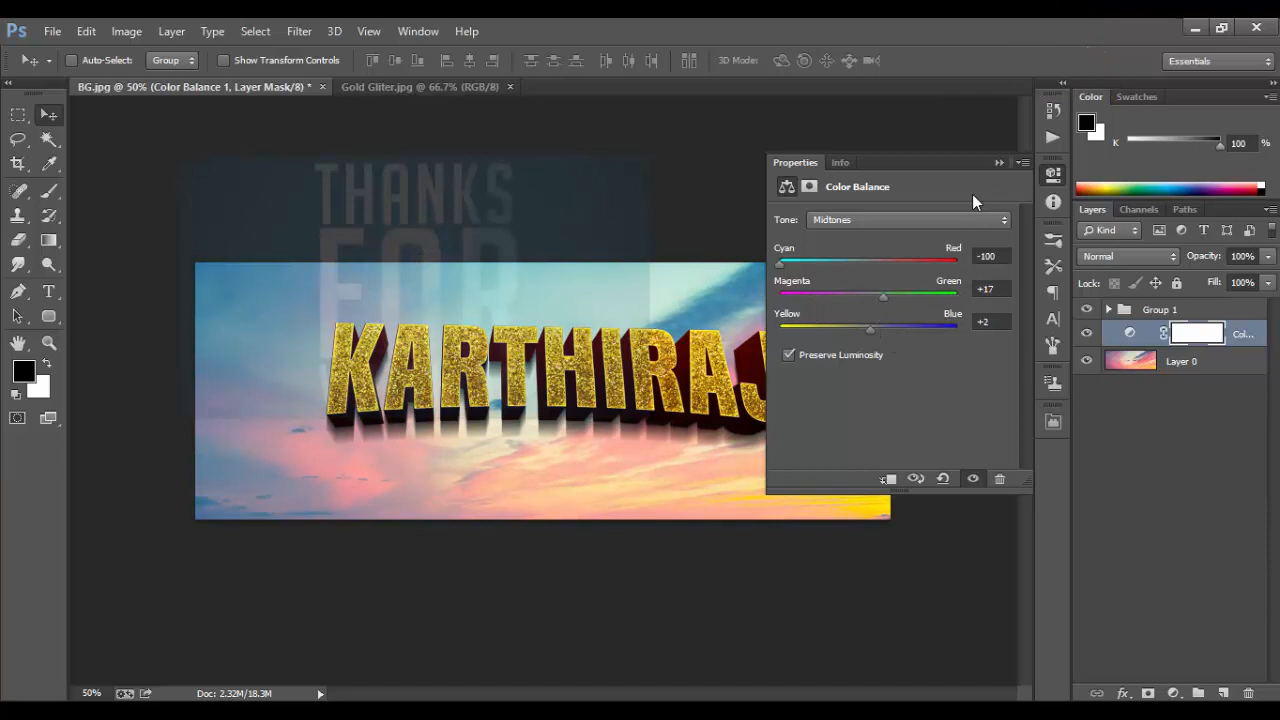 Ps File Edit Image Layer Type Select Filter 3D View Window Help
Auto-Select: Group Show Transform Controls 3D Mode: Essentials
BG.jpg @ 50% (Color Balance 1, Layer Mask/8) * × Gold Gliter.jpg @ 66.7% (RGB/8) ×
Color Swatches
K 100 %
THANKS
FOR
KARTHIRAJ
Properties Info
Color Balance
Tone: Midtones
Cyan Red -100
Magenta Green +17
Yellow Blue +2
Preserve Luminosity
Layers Channels Paths
Kind
Normal Opacity: 100%
Lock: Fill: 100%
Group 1
Col...
Layer 0
50% Doc: 2.32M/18.3M